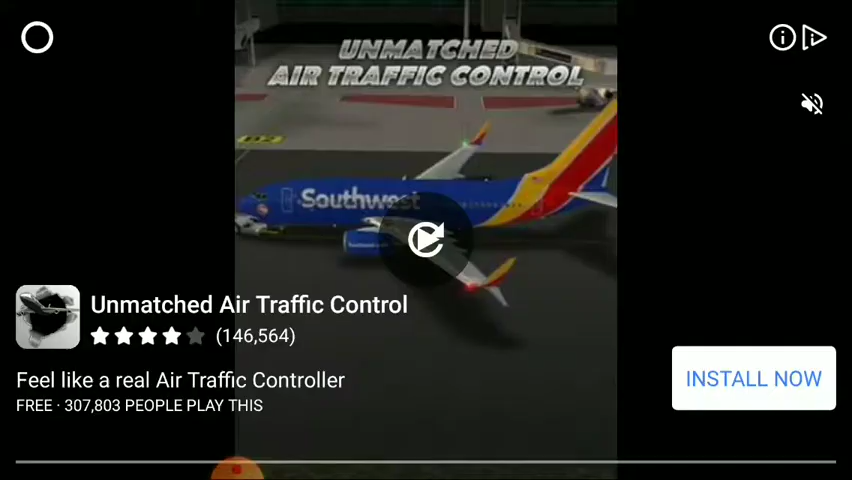 UNMATCHED
AIR TRAFFIC CONTROL
B2
Southwest
Unmatched Air Traffic Control
(146,564)
Feel like a real Air Traffic Controller
FREE · 307,803 PEOPLE PLAY THIS
INSTALL NOW